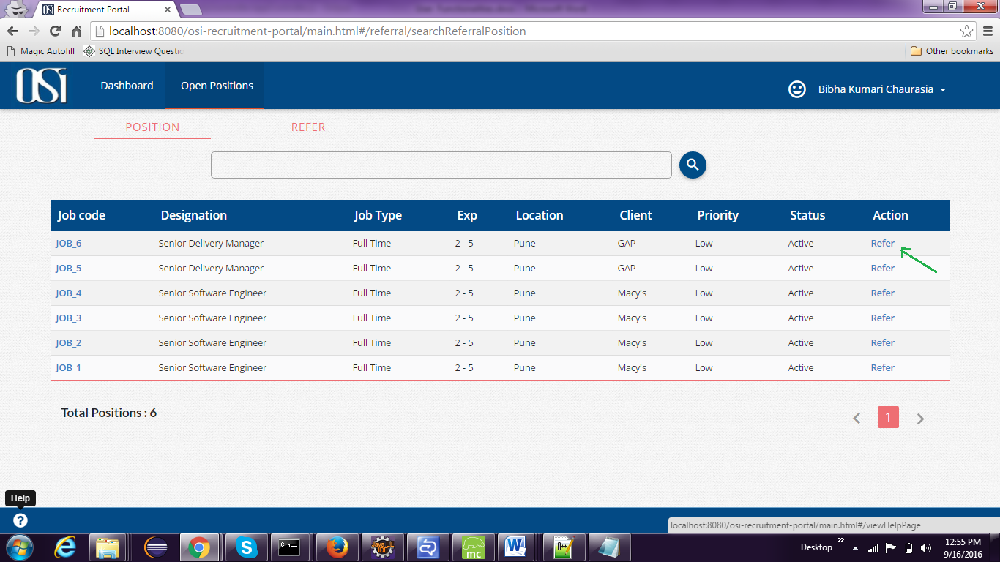 Recruitment Portal
localhost:8080/osi-recruitment-portal/main.html#/referral/searchReferralPosition
Magic Autofill SQL Interview Questic Other bookmarks
OSi Dashboard Open Positions Bibha Kumari Chaurasia
POSITION REFER
Job code Designation Job Type Exp Location Client Priority Status Action
JOB_6 Senior Delivery Manager Full Time 2 - 5 Pune GAP Low Active Refer
JOB_5 Senior Delivery Manager Full Time 2 - 5 Pune GAP Low Active Refer
JOB_4 Senior Software Engineer Full Time 2 - 5 Pune Macy's Low Active Refer
JOB_3 Senior Software Engineer Full Time 2 - 5 Pune Macy's Low Active Refer
JOB_2 Senior Software Engineer Full Time 2 - 5 Pune Macy's Low Active Refer
JOB_1 Senior Software Engineer Full Time 2 - 5 Pune Macy's Low Active Refer
Total Positions : 6 1
Help
?
localhost:8080/osi-recruitment-portal/main.html#/viewHelpPage
C:\_ Java EE IDE mc Desktop 12:55 PM
9/16/2016